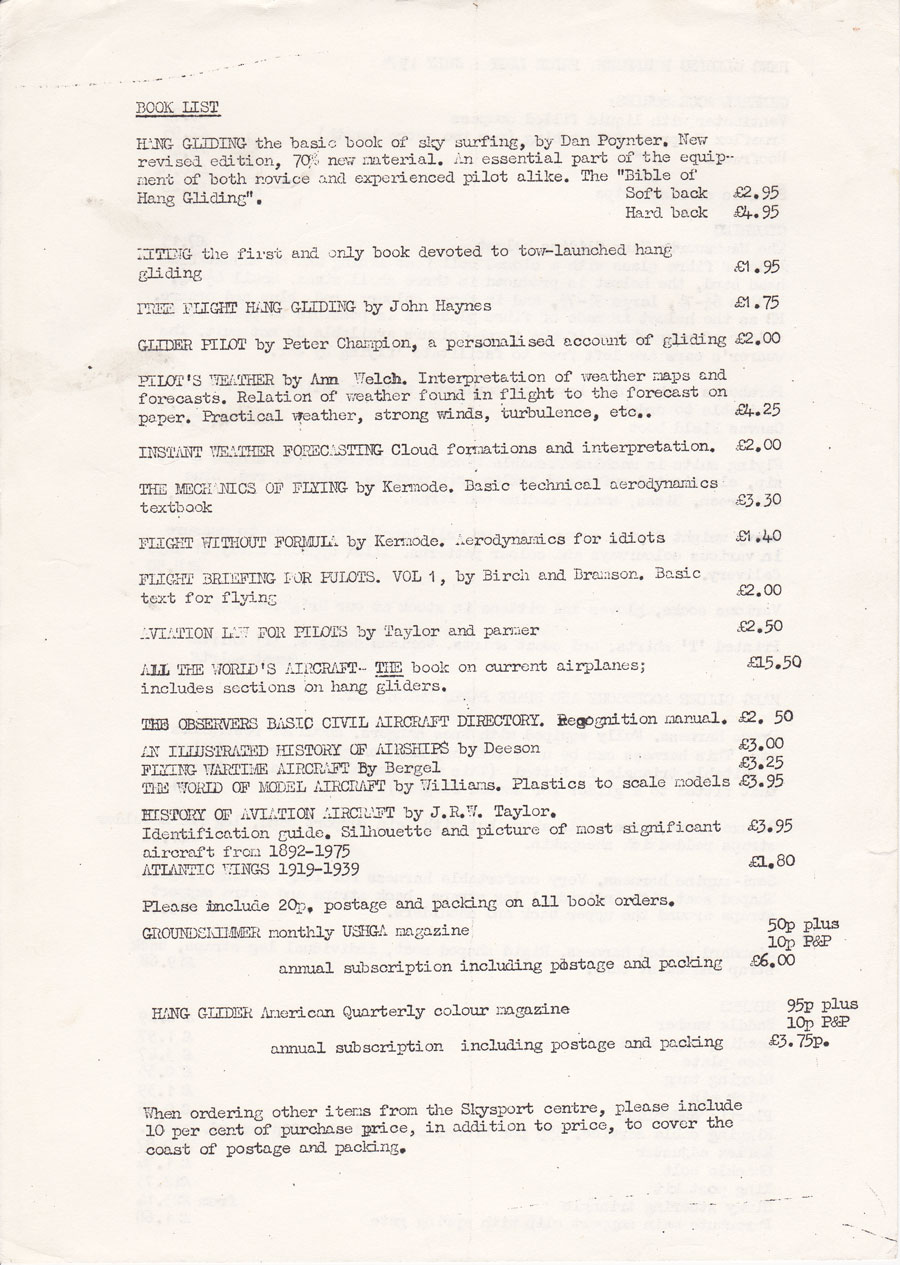 BOOK LIST
HANG GLIDING the basic book of sky surfing, by Dan Poynter. New
revised edition, 70% new material. An essential part of the equip-
ment of both novice and experienced pilot alike. The "Bible of
Hang Gliding". Soft back £2.95
Hard back £4.95
KITING the first and only book devoted to tow-launched hang
gliding £1.95
FREE FLIGHT HANG GLIDING by John Haynes £1.75
GLIDER PILOT by Peter Champion, a personalised account of gliding £2.00
PILOT'S WEATHER by Ann Welch. Interpretation of weather maps and
forecasts. Relation of weather found in flight to the forecast on
paper. Practical weather, strong winds, turbulence, etc.. £4.25
INSTANT WEATHER FORECASTING Cloud formations and interpretation. £2.00
THE MECHANICS OF FLYING by Kermode. Basic technical aerodynamics
textbook £3.30
FLIGHT WITHOUT FORMULA by Kermode. Aerodynamics for idiots £1.40
FLIGHT BRIEFING FOR PULOTS. VOL 1, by Birch and Bramson. Basic
text for flying £2.00
AVIATION LAW FOR PILOTS by Taylor and parmer £2.50
ALL THE WORLD'S AIRCRAFT- THE book on current airplanes; £15.50
includes sections on hang gliders.
THE OBSERVERS BASIC CIVIL AIRCRAFT DIRECTORY. Recognition manual. £2. 50
AN ILLUSTRATED HISTORY OF AIRSHIPS by Deeson £3.00
FLYING WARTIME AIRCRAFT By Bergel £3.25
THE WORLD OF MODEL AIRCRAFT by Williams. Plastics to scale models £3.95
HISTORY OF AVIATION AIRCRAFT by J.R.W. Taylor.
Identification guide. Silhouette and picture of most significant £3.95
aircraft from 1892-1975
ATLANTIC WINGS 1919-1939 £1.80
Please include 20p. postage and packing on all book orders.
GROUNDSKIMMER monthly USHGA magazine 50p plus
10p P&P
annual subscription including postage and packing £6.00
HANG GLIDER American Quarterly colour magazine 95p plus
10p P&P
annual subscription including postage and packing £3.75p.
When ordering other items from the Skysport centre, please include
10 per cent of purchase price, in addition to price, to cover the
coast of postage and packing.